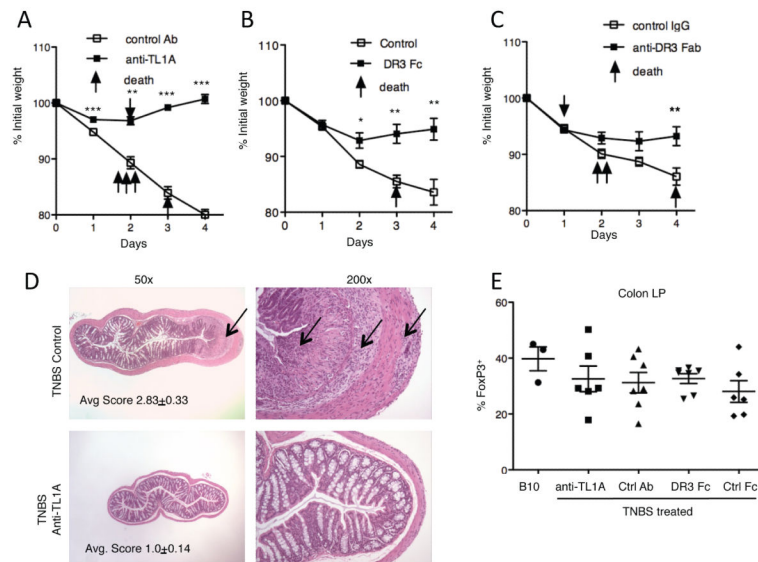 A
control Ab
anti-TL1A
death
% Initial weight
110
100
90
80
*** ** *** ***
0 1 2 3 4
Days
B
Control
DR3 Fc
death
% Initial weight
110
100
90
80
* ** **
0 1 2 3 4
Days
C
control IgG
anti-DR3 Fab
death
% Initial weight
110
100
90
80
**
0 1 2 3 4
Days
D
50x
200x
TNBS Control
Avg Score 2.83±0.33
TNBS
Anti-TL1A
Avg. Score 1.0±0.14
E
Colon LP
% FoxP3+
60
40
20
0
B10 anti-TL1A Ctrl Ab DR3 Fc Ctrl Fc
TNBS treated